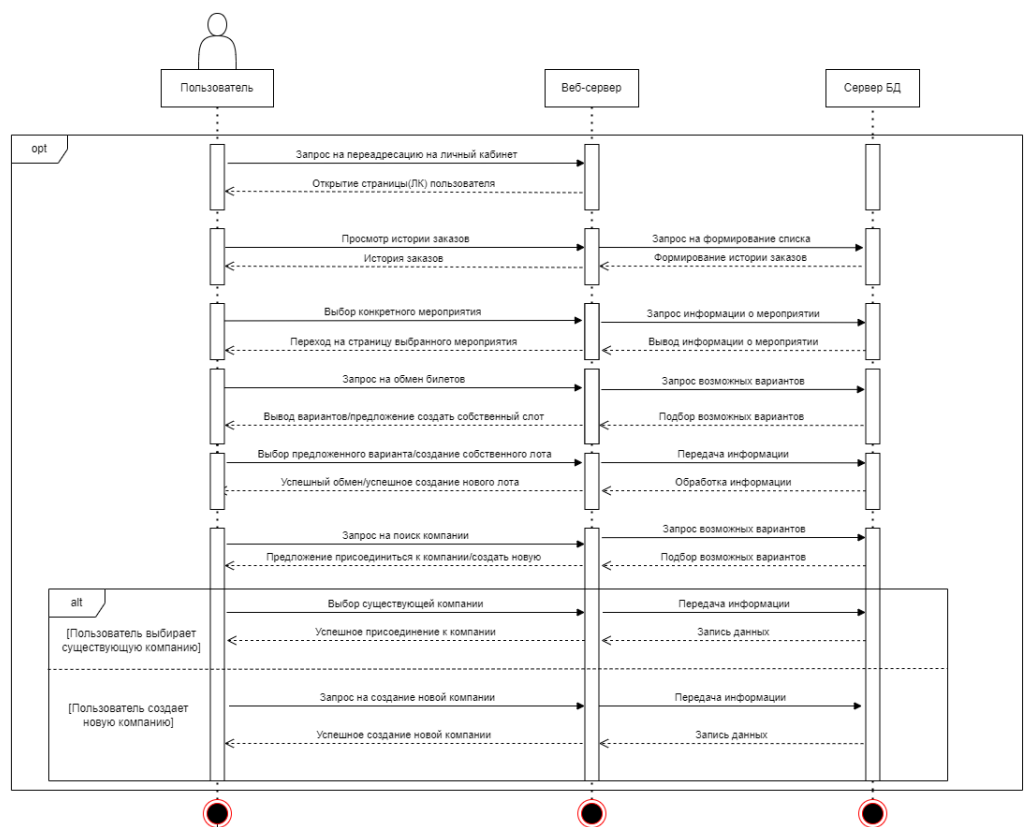 Пользователь
Веб-сервер
Сервер БД
opt
Запрос на переадресацию на личный кабинет
Открытие страницы(ЛК) пользователя
Просмотр истории заказов
Запрос на формирование списка
История заказов
Формирование истории заказов
Выбор конкретного мероприятия
Запрос информации о мероприятии
Переход на страницу выбранного мероприятия
Вывод информации о мероприятии
Запрос на обмен билетов
Запрос возможных вариантов
Вывод вариантов/предложение создать собственный слот
Подбор возможных вариантов
Выбор предложенного варианта/создание собственного лота
Передача информации
Успешный обмен/успешное создание нового лота
Обработка информации
Запрос на поиск компании
Запрос возможных вариантов
Предложение присоединиться к компании/создать новую
Подбор возможных вариантов
alt
Выбор существующей компании
Передача информации
[Пользователь выбирает
существующую компанию]
Успешное присоединение к компании
Запись данных
Запрос на создание новой компании
Передача информации
[Пользователь создает
новую компанию]
Успешное создание новой компании
Запись данных